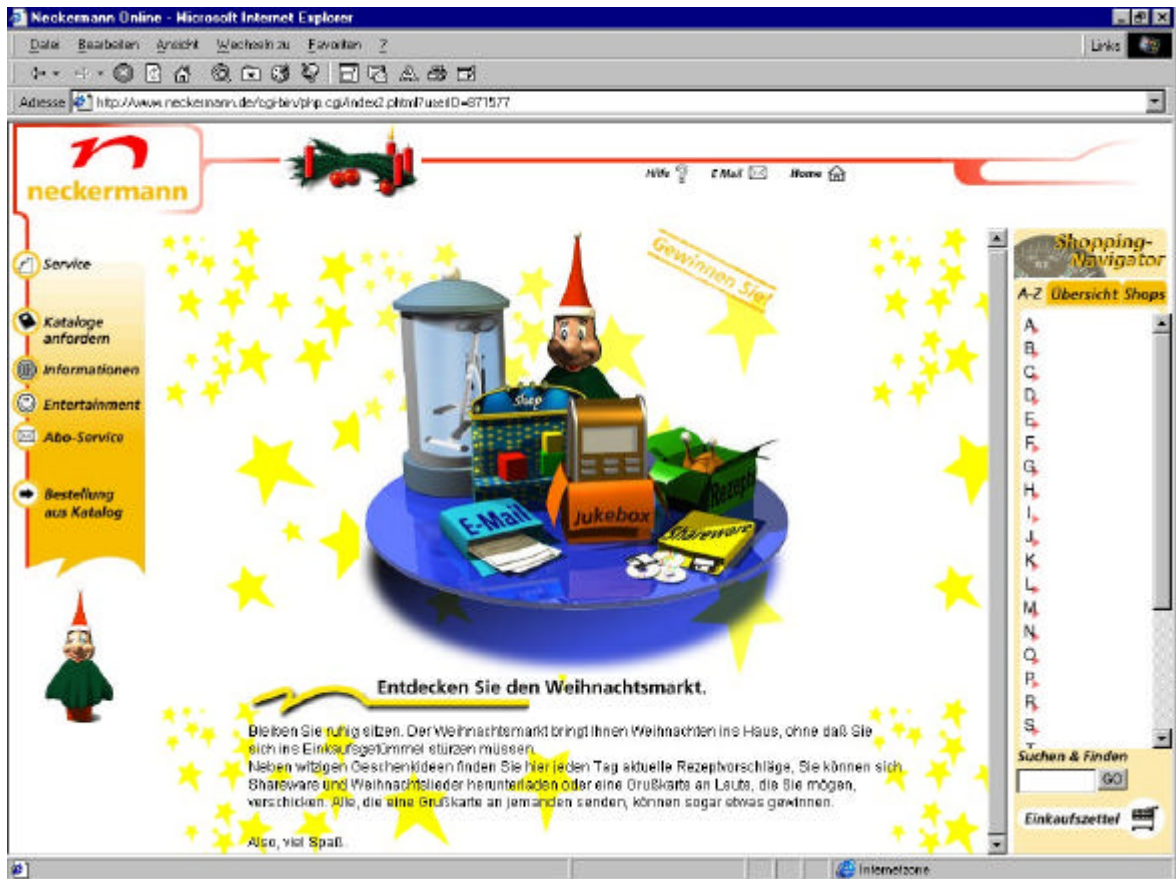 Neckermann Online - Microsoft Internet Explorer
Datei Bearbeiten Ansicht Wechseln zu Favoriten ?
Links
Adresse http://www.neckermann.de/cgi-bin/php.cgi/index2.phtml?userID=871577
n
neckermann
Hilfe E Mail Home
Service
Kataloge
anfordern
Informationen
Entertainment
Abo-Service
Bestellung
aus Katalog
Gewinnen Sie!
Shop
E-Mail
Jukebox
Rezepte
Shareware
Entdecken Sie den Weihnachtsmarkt.
Bleiben Sie ruhig sitzen. Der Weihnachtsmarkt bringt Ihnen Weihnachten ins Haus, ohne daß Sie
sich ins Einkaufsgetümmel stürzen müssen.
Neben witzigen Geschenkideen finden Sie hier jeden Tag aktuelle Rezeptvorschläge, Sie können sich
Shareware und Weihnachtslieder herunterladen oder eine Grußkarte an Leute, die Sie mögen,
verschicken. Alle, die eine Grußkarte an jemanden senden, können sogar etwas gewinnen.
Also, viel Spaß.
Shopping-
Navigator
A-Z Übersicht Shops
A
B
C
D
E
F
G
H
I
J
K
L
M
N
O
P
R
S
Suchen & Finden
GO
Einkaufszettel
Internetzone